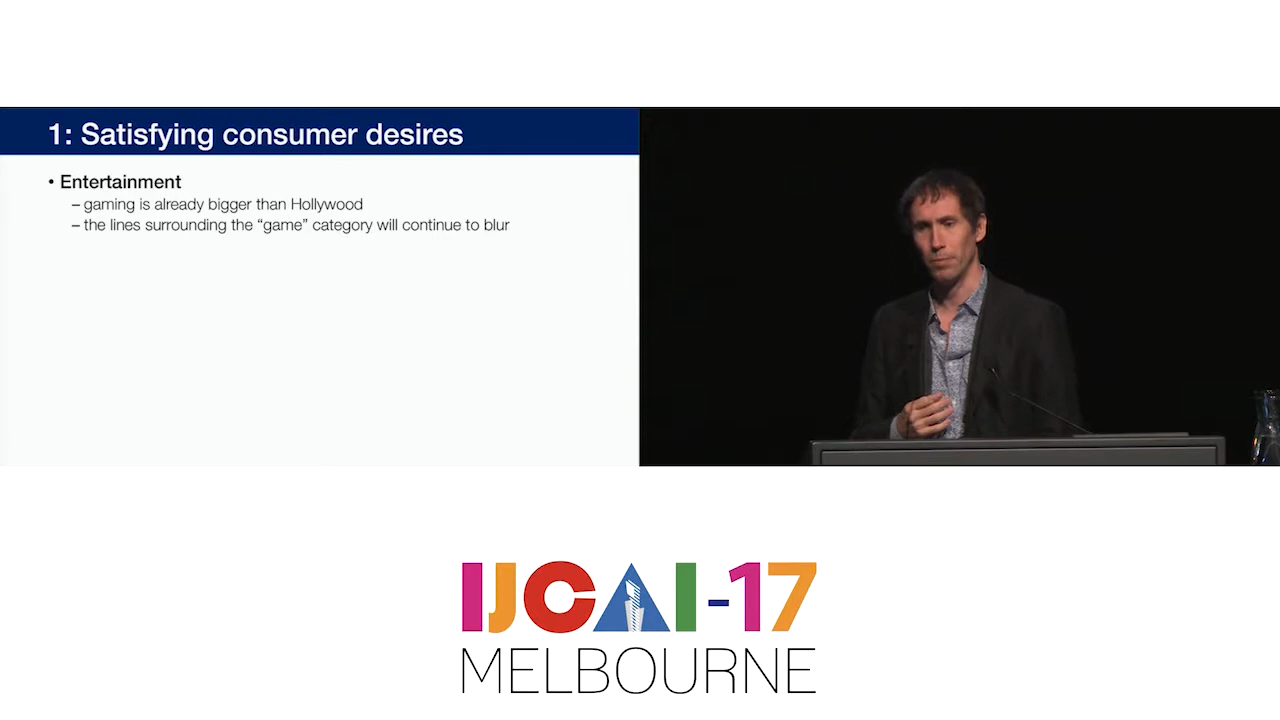 1: Satisfying consumer desires
• Entertainment
– gaming is already bigger than Hollywood
– the lines surrounding the “game” category will continue to blur
IJCAI-17
MELBOURNE